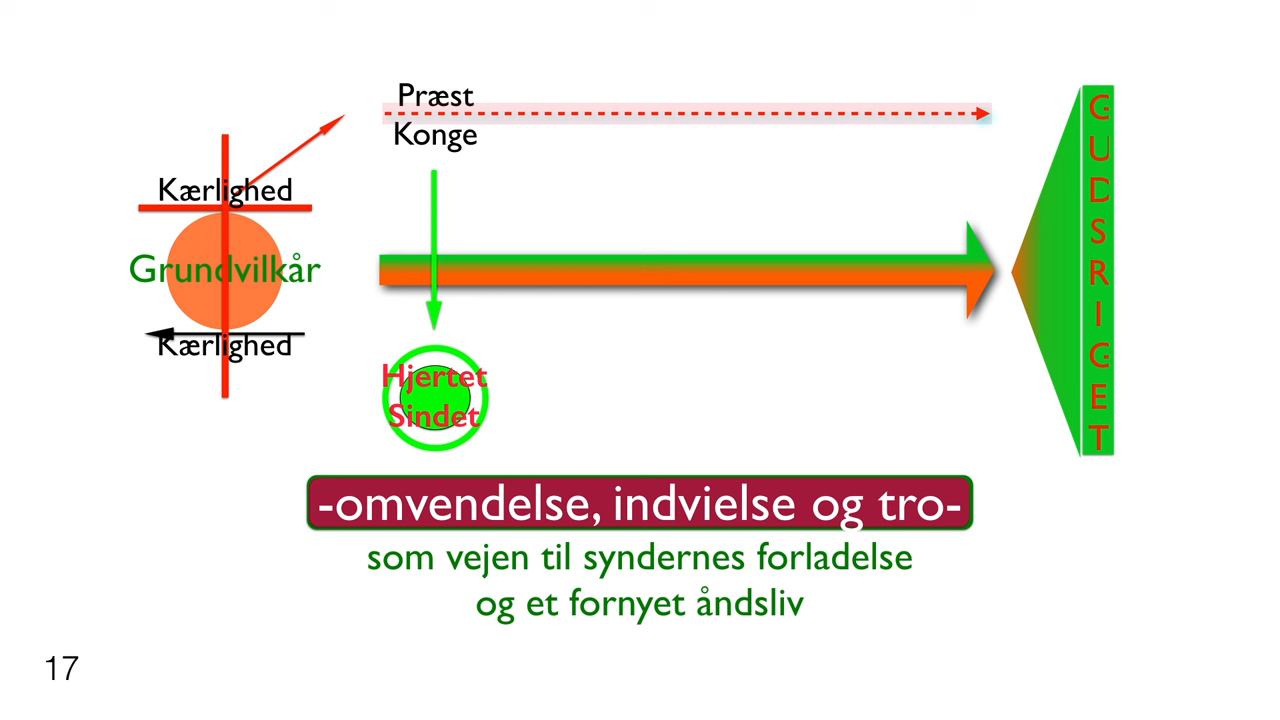 Præst
Konge
Kærlighed
Grundvilkår
Kærlighed
Hjertet
Sindet
GUDSRIGET
-omvendelse, indvielse og tro-
som vejen til syndernes forladelse
og et fornyet åndsliv
17